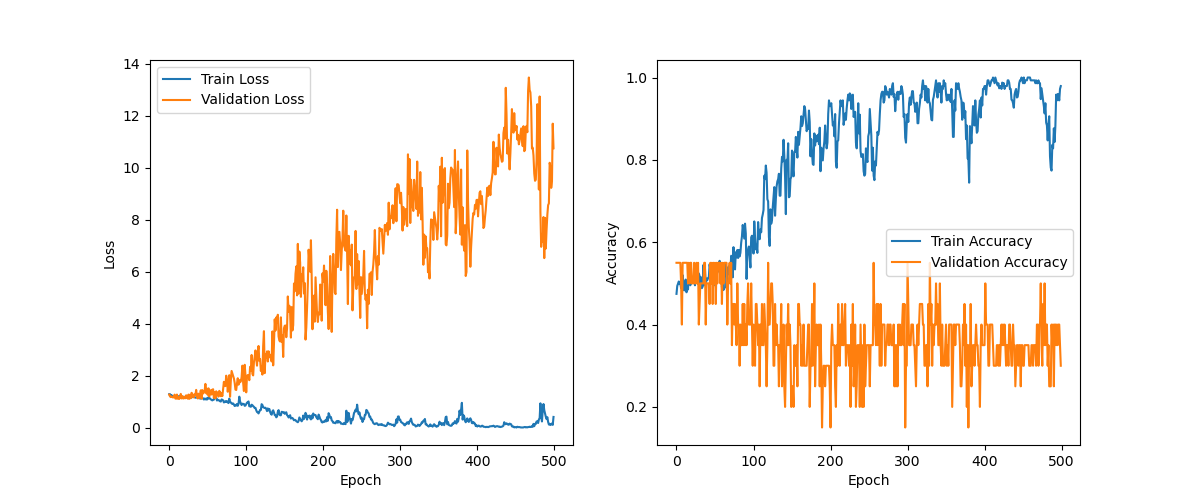 Train Loss
Validation Loss
Loss
14
12
10
8
6
4
2
0
0 100 200 300 400 500
Epoch
Train Accuracy
Validation Accuracy
Accuracy
1.0
0.8
0.6
0.4
0.2
0 100 200 300 400 500
Epoch